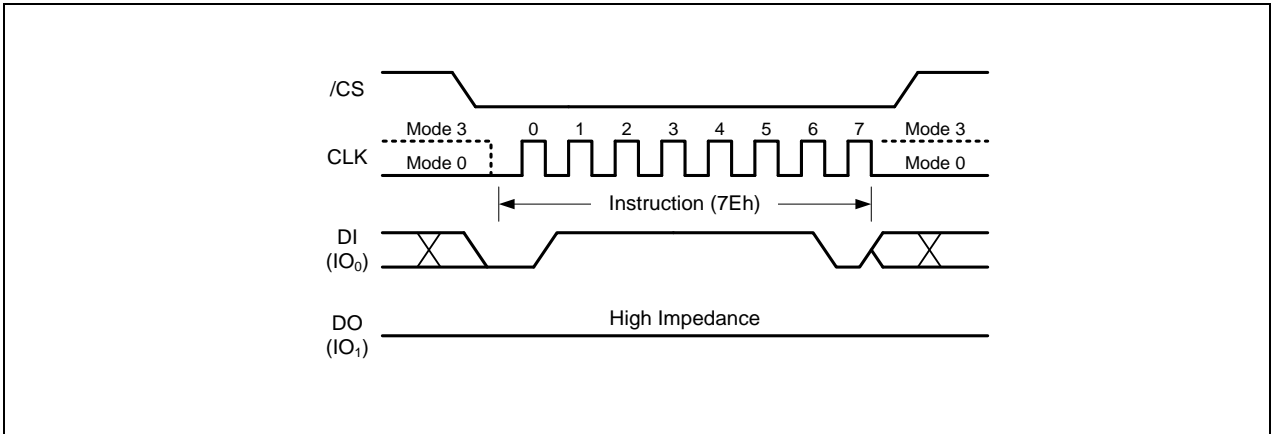 /CS
Mode 3 0 1 2 3 4 5 6 7 Mode 3
CLK
Mode 0 Mode 0
Instruction (7Eh)
DI
(IO₀)
High Impedance
DO
(IO₁)